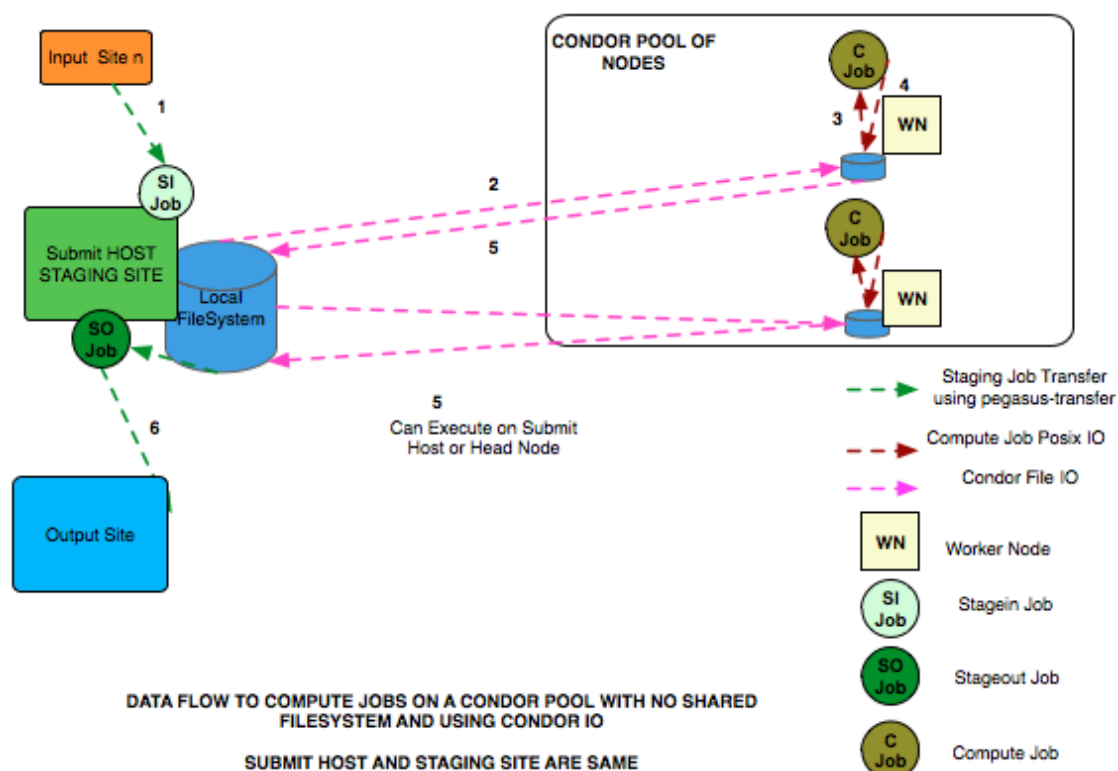 Input Site n
1
SI
Job
Submit HOST
STAGING SITE
Local
FileSystem
SO
Job
6
Output Site
2
5
5
Can Execute on Submit
Host or Head Node
CONDOR POOL OF
NODES
C
Job
4
3
WN
C
Job
WN
Staging Job Transfer
using pegasus-transfer
Compute Job Posix IO
Condor File IO
WN
Worker Node
SI
Job
Stagein Job
SO
Job
Stageout Job
C
Job
Compute Job
DATA FLOW TO COMPUTE JOBS ON A CONDOR POOL WITH NO SHARED
FILESYSTEM AND USING CONDOR IO
SUBMIT HOST AND STAGING SITE ARE SAME